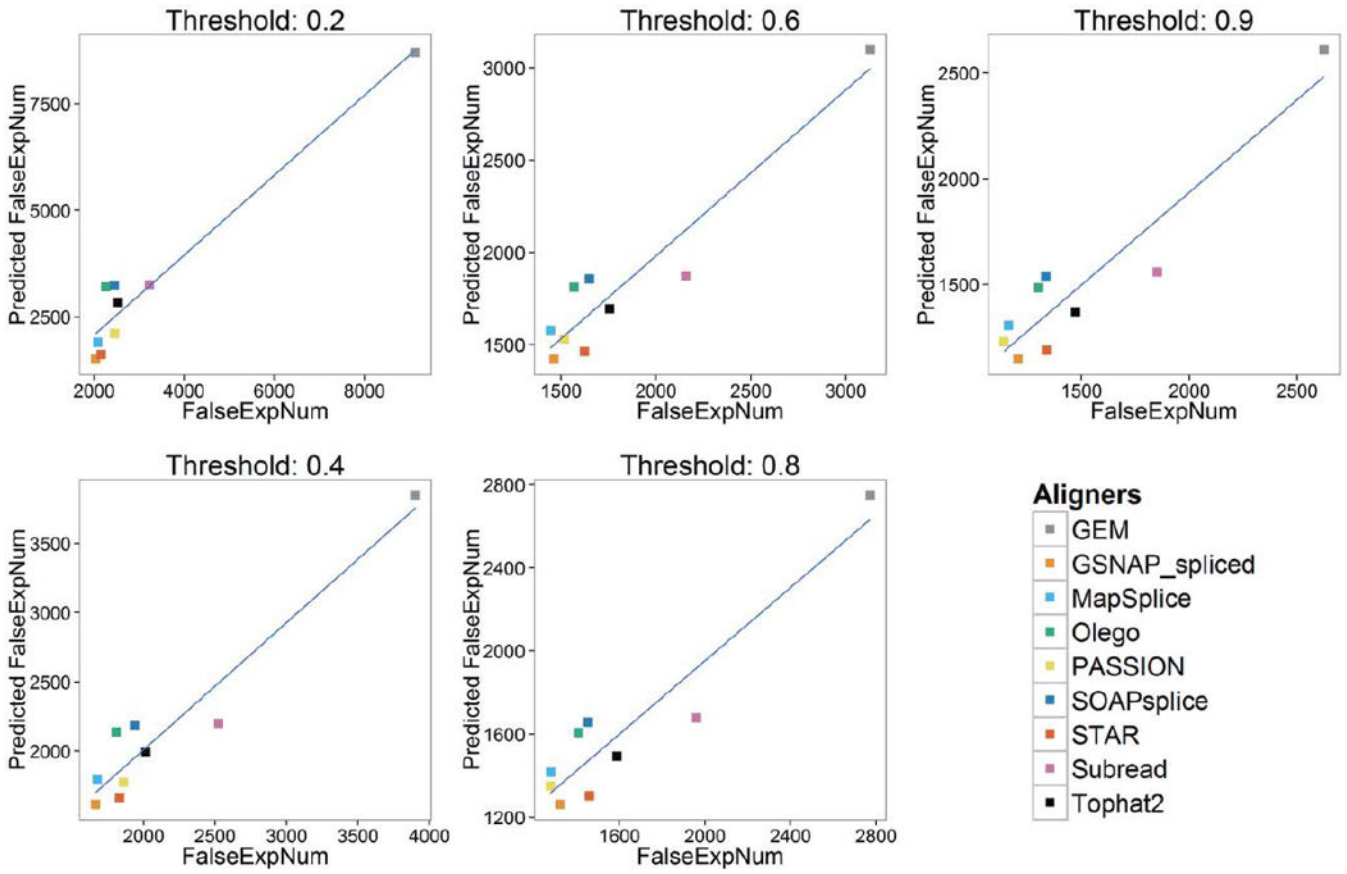 Threshold: 0.2
Predicted FalseExpNum
7500
5000
2500
2000
4000
6000
8000
FalseExpNum
Threshold: 0.6
Predicted FalseExpNum
3000
2500
2000
1500
1500
2000
2500
3000
FalseExpNum
Threshold: 0.9
Predicted FalseExpNum
2500
2000
1500
1500
2000
2500
FalseExpNum
Threshold: 0.4
Predicted FalseExpNum
3500
3000
2500
2000
2000
2500
3000
3500
4000
FalseExpNum
Threshold: 0.8
Predicted FalseExpNum
2800
2400
2000
1600
1200
1600
2000
2400
2800
FalseExpNum
Aligners
GEM
GSNAP_spliced
MapSplice
Olego
PASSION
SOAPsplice
STAR
Subread
Tophat2